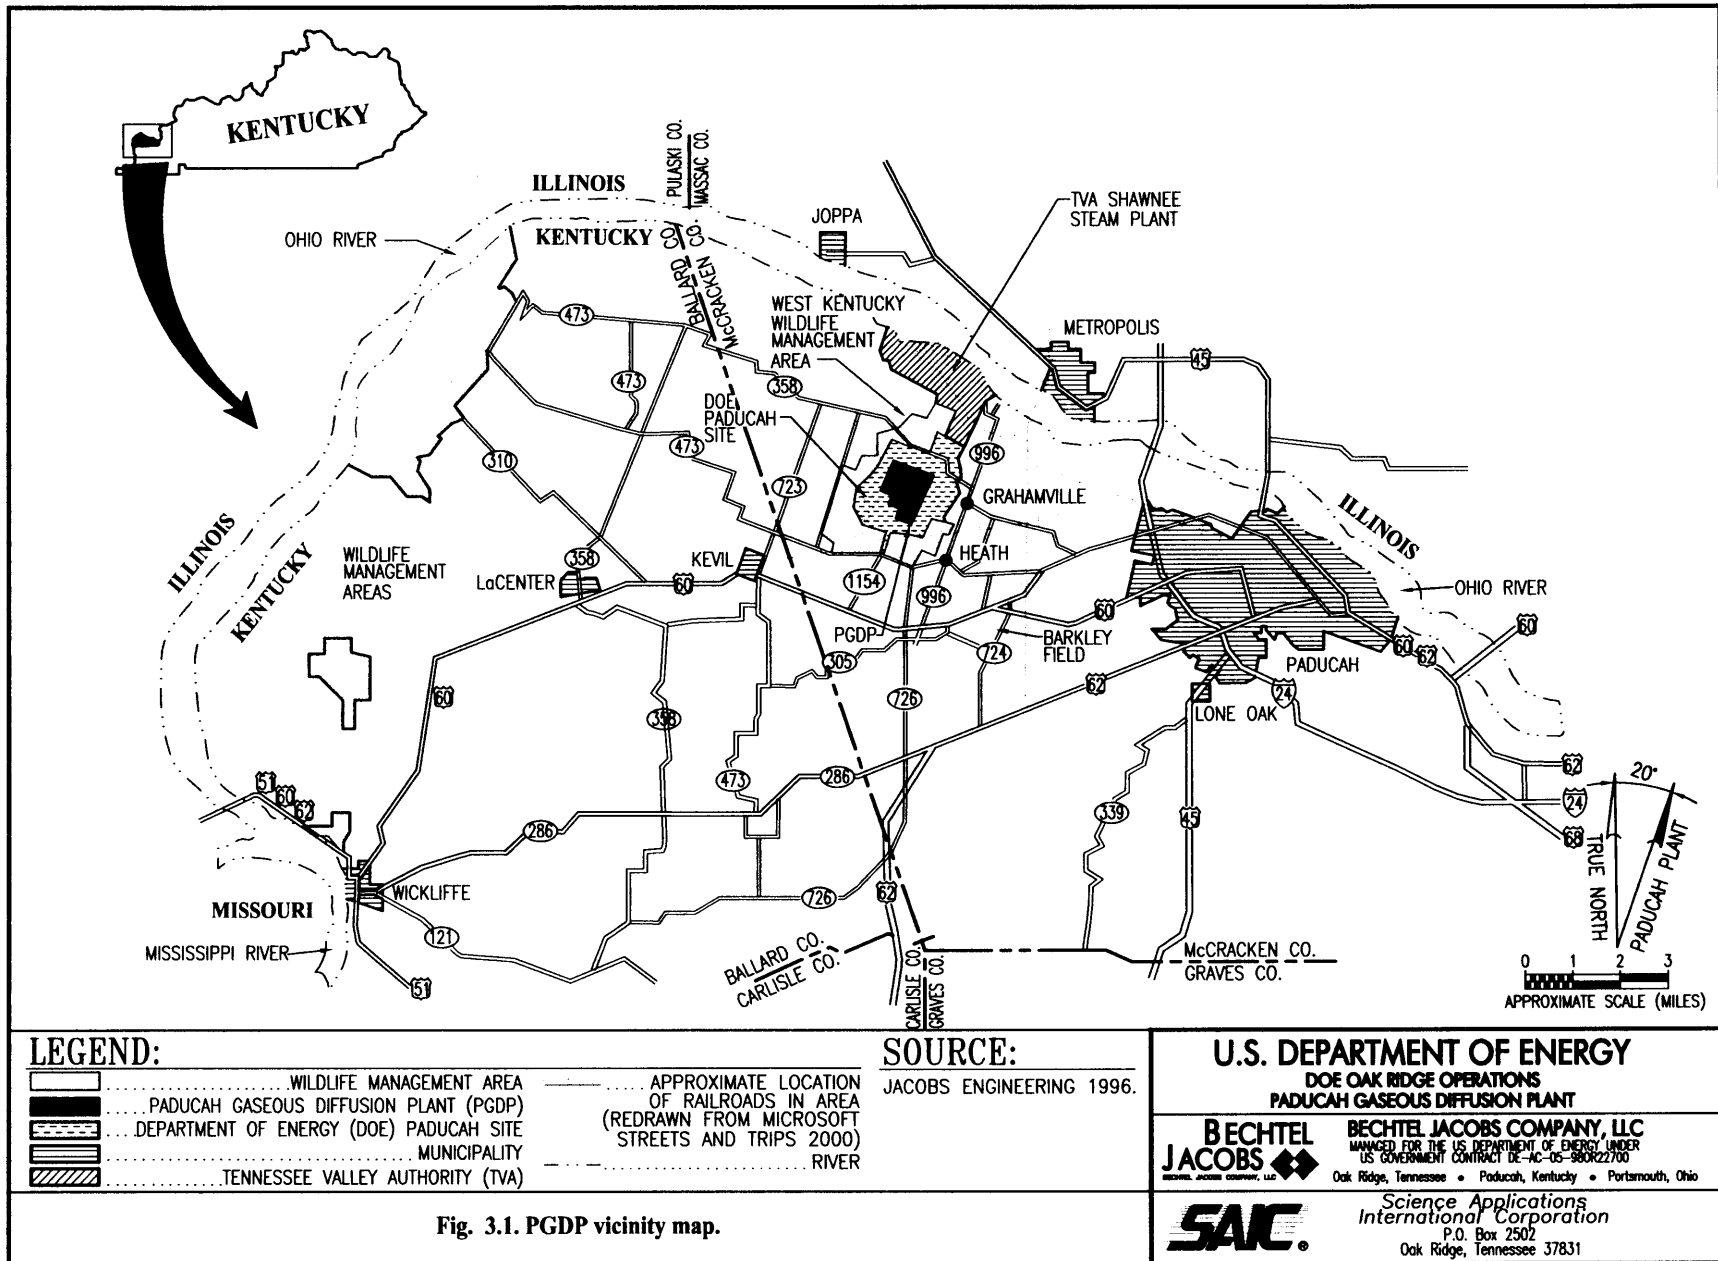 KENTUCKY
ILLINOIS
KENTUCKY
OHIO RIVER
PULASKI CO.
MASSAC CO.
BALLARD CO.
McCRACKEN CO.
JOPPA
TVA SHAWNEE
STEAM PLANT
WEST KENTUCKY
WILDLIFE
MANAGEMENT
AREA
METROPOLIS
45
473
473
358
DOE
PADUCAH
SITE
473
310
723
996
GRAHAMVILLE
ILLINOIS
KENTUCKY
WILDLIFE
MANAGEMENT
AREAS
358
LaCENTER
KEVIL
60
1154
HEATH
996
ILLINOIS
OHIO RIVER
60
60
60
62
PGDP
305
BARKLEY
FIELD
724
PADUCAH
60
358
726
62
LONE OAK
24
51
60
62
473
286
286
339
45
62
24
68
20°
TRUE NORTH
PADUCAH PLANT
WICKLIFFE
MISSOURI
MISSISSIPPI RIVER
121
51
726
62
BALLARD CO.
CARLISLE CO.
CARLISLE CO.
GRAVES CO.
McCRACKEN CO.
GRAVES CO.
0 1 2 3
APPROXIMATE SCALE (MILES)
LEGEND:
WILDLIFE MANAGEMENT AREA
PADUCAH GASEOUS DIFFUSION PLANT (PGDP)
DEPARTMENT OF ENERGY (DOE) PADUCAH SITE
MUNICIPALITY
TENNESSEE VALLEY AUTHORITY (TVA)
APPROXIMATE LOCATION
OF RAILROADS IN AREA
(REDRAWN FROM MICROSOFT
STREETS AND TRIPS 2000)
RIVER
SOURCE:
JACOBS ENGINEERING 1996.
U.S. DEPARTMENT OF ENERGY
DOE OAK RIDGE OPERATIONS
PADUCAH GASEOUS DIFFUSION PLANT
BECHTEL
JACOBS
BECHTEL JACOBS COMPANY, LLC
BECHTEL JACOBS COMPANY, LLC
MANAGED FOR THE US DEPARTMENT OF ENERGY UNDER
US GOVERNMENT CONTRACT DE-AC-05-98OR22700
Oak Ridge, Tennessee • Paducah, Kentucky • Portsmouth, Ohio
SAIC®
Science Applications
International Corporation
P.O. Box 2502
Oak Ridge, Tennessee 37831
Fig. 3.1. PGDP vicinity map.